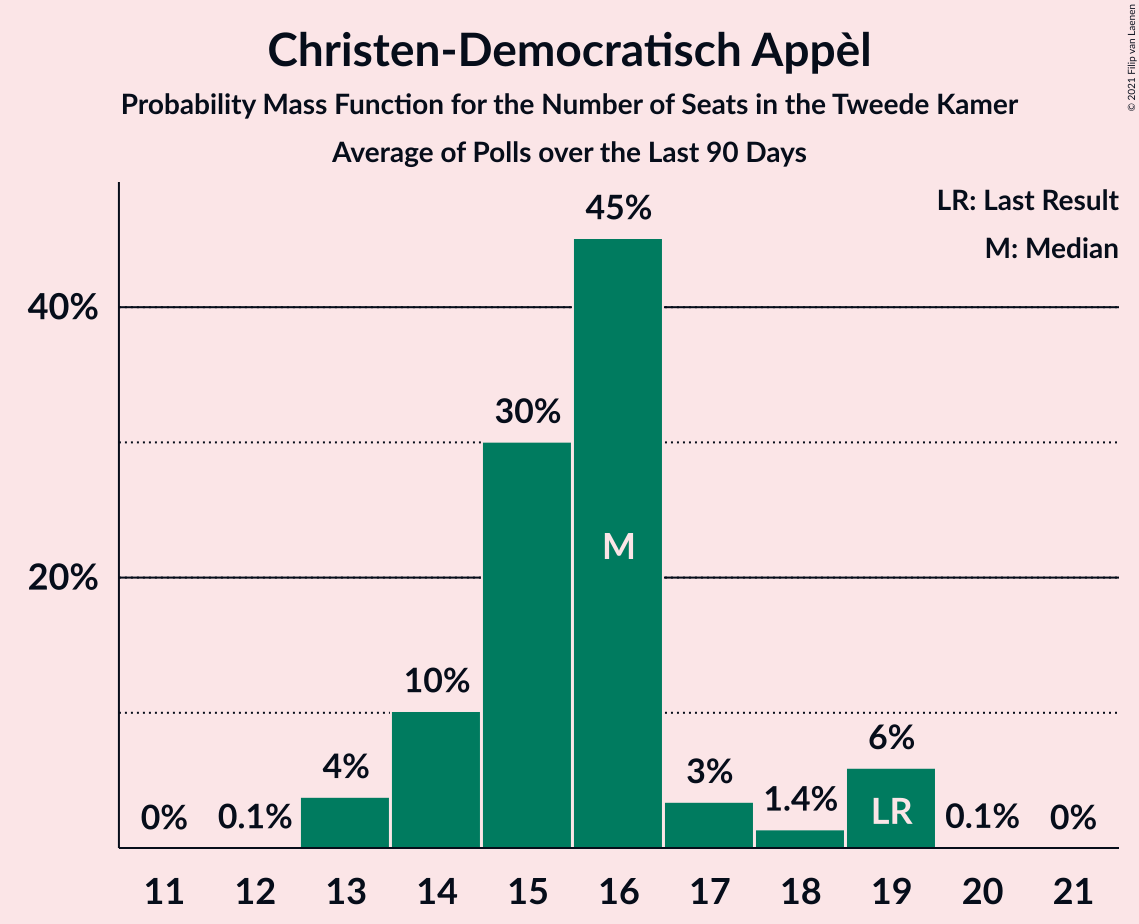 Christen-Democratisch Appèl
Probability Mass Function for the Number of Seats in the Tweede Kamer
Average of Polls over the Last 90 Days
© 2021 Filip van Laenen
LR: Last Result
M: Median
40%
20%
0%
0.1%
4%
10%
30%
45%
M
3%
1.4%
6%
LR
0.1%
0%
11 12 13 14 15 16 17 18 19 20 21